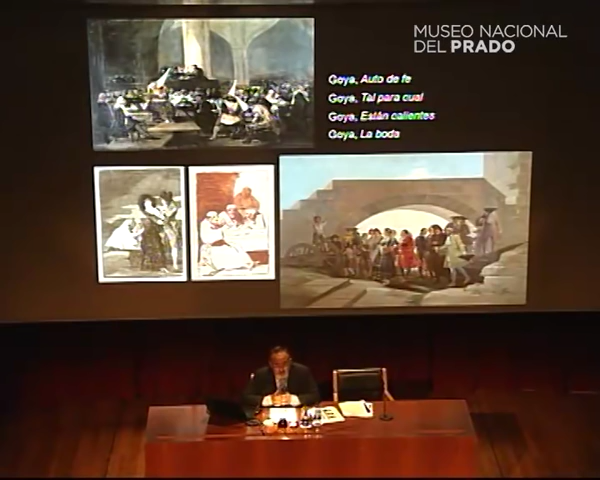 MUSEO NACIONAL
DEL PRADO
Goya, Auto de fe
Goya, Tal para cual
Goya, Están calientes
Goya, La boda